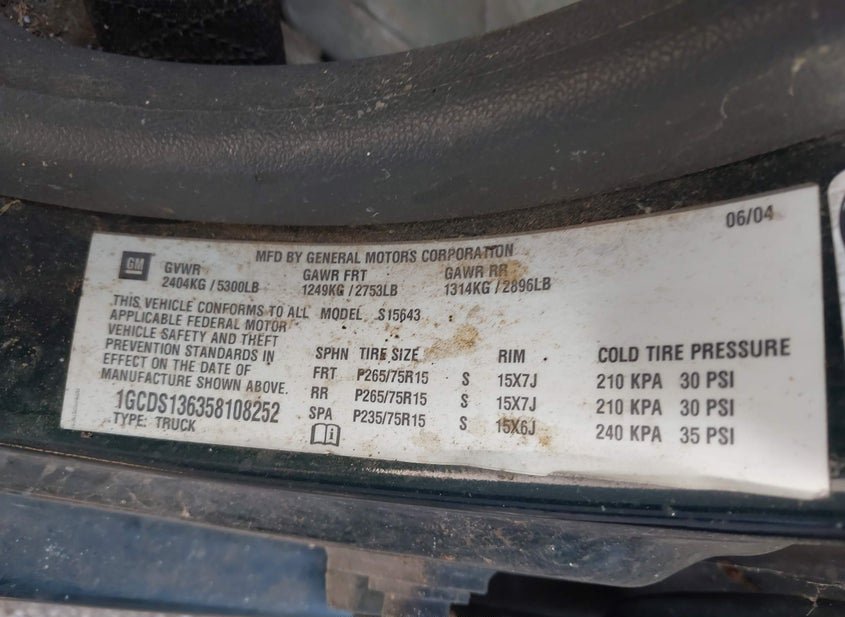 06/04
GM
MFD BY GENERAL MOTORS CORPORATION
GVWR GAWR FRT GAWR RR
2404KG / 5300LB 1249KG / 2753LB 1314KG / 2896LB
THIS VEHICLE CONFORMS TO ALL MODEL S15643
APPLICABLE FEDERAL MOTOR
VEHICLE SAFETY AND THEFT
PREVENTION STANDARDS IN
EFFECT ON THE DATE OF
MANUFACTURE SHOWN ABOVE.
1GCDS136358108252
TYPE: TRUCK
SPHN TIRE SIZE RIM COLD TIRE PRESSURE
FRT P265/75R15 S 15X7J 210 KPA 30 PSI
RR P265/75R15 S 15X7J 210 KPA 30 PSI
SPA P235/75R15 S 15X6J 240 KPA 35 PSI